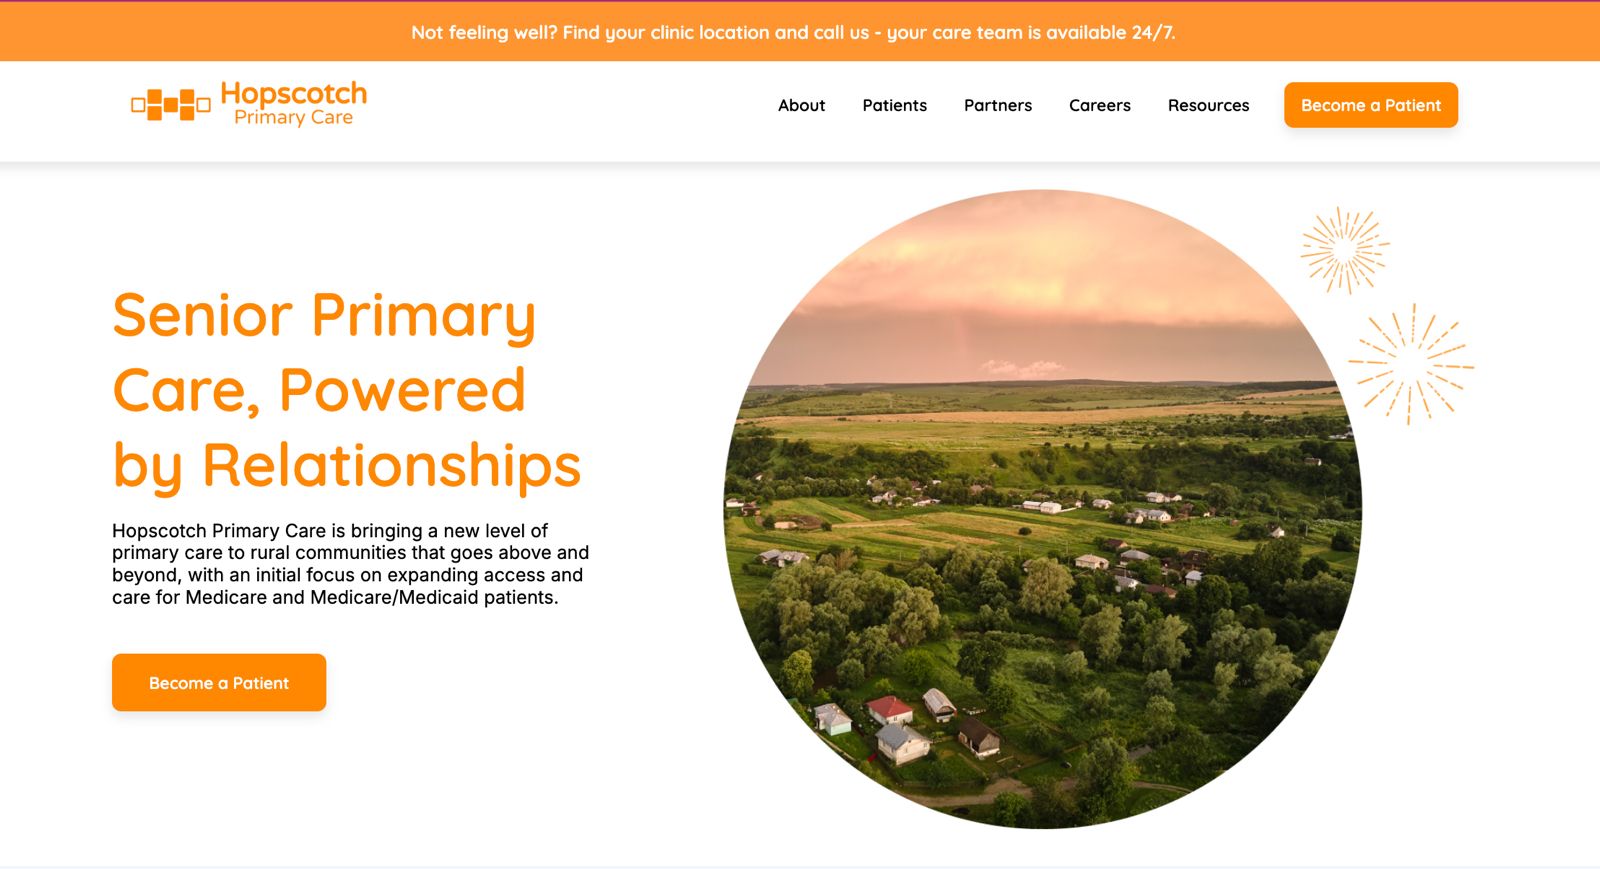 Not feeling well? Find your clinic location and call us - your care team is available 24/7.
Hopscotch
Primary Care
About
Patients
Partners
Careers
Resources
Become a Patient
Senior Primary
Care, Powered
by Relationships
Hopscotch Primary Care is bringing a new level of
primary care to rural communities that goes above and
beyond, with an initial focus on expanding access and
care for Medicare and Medicare/Medicaid patients.
Become a Patient